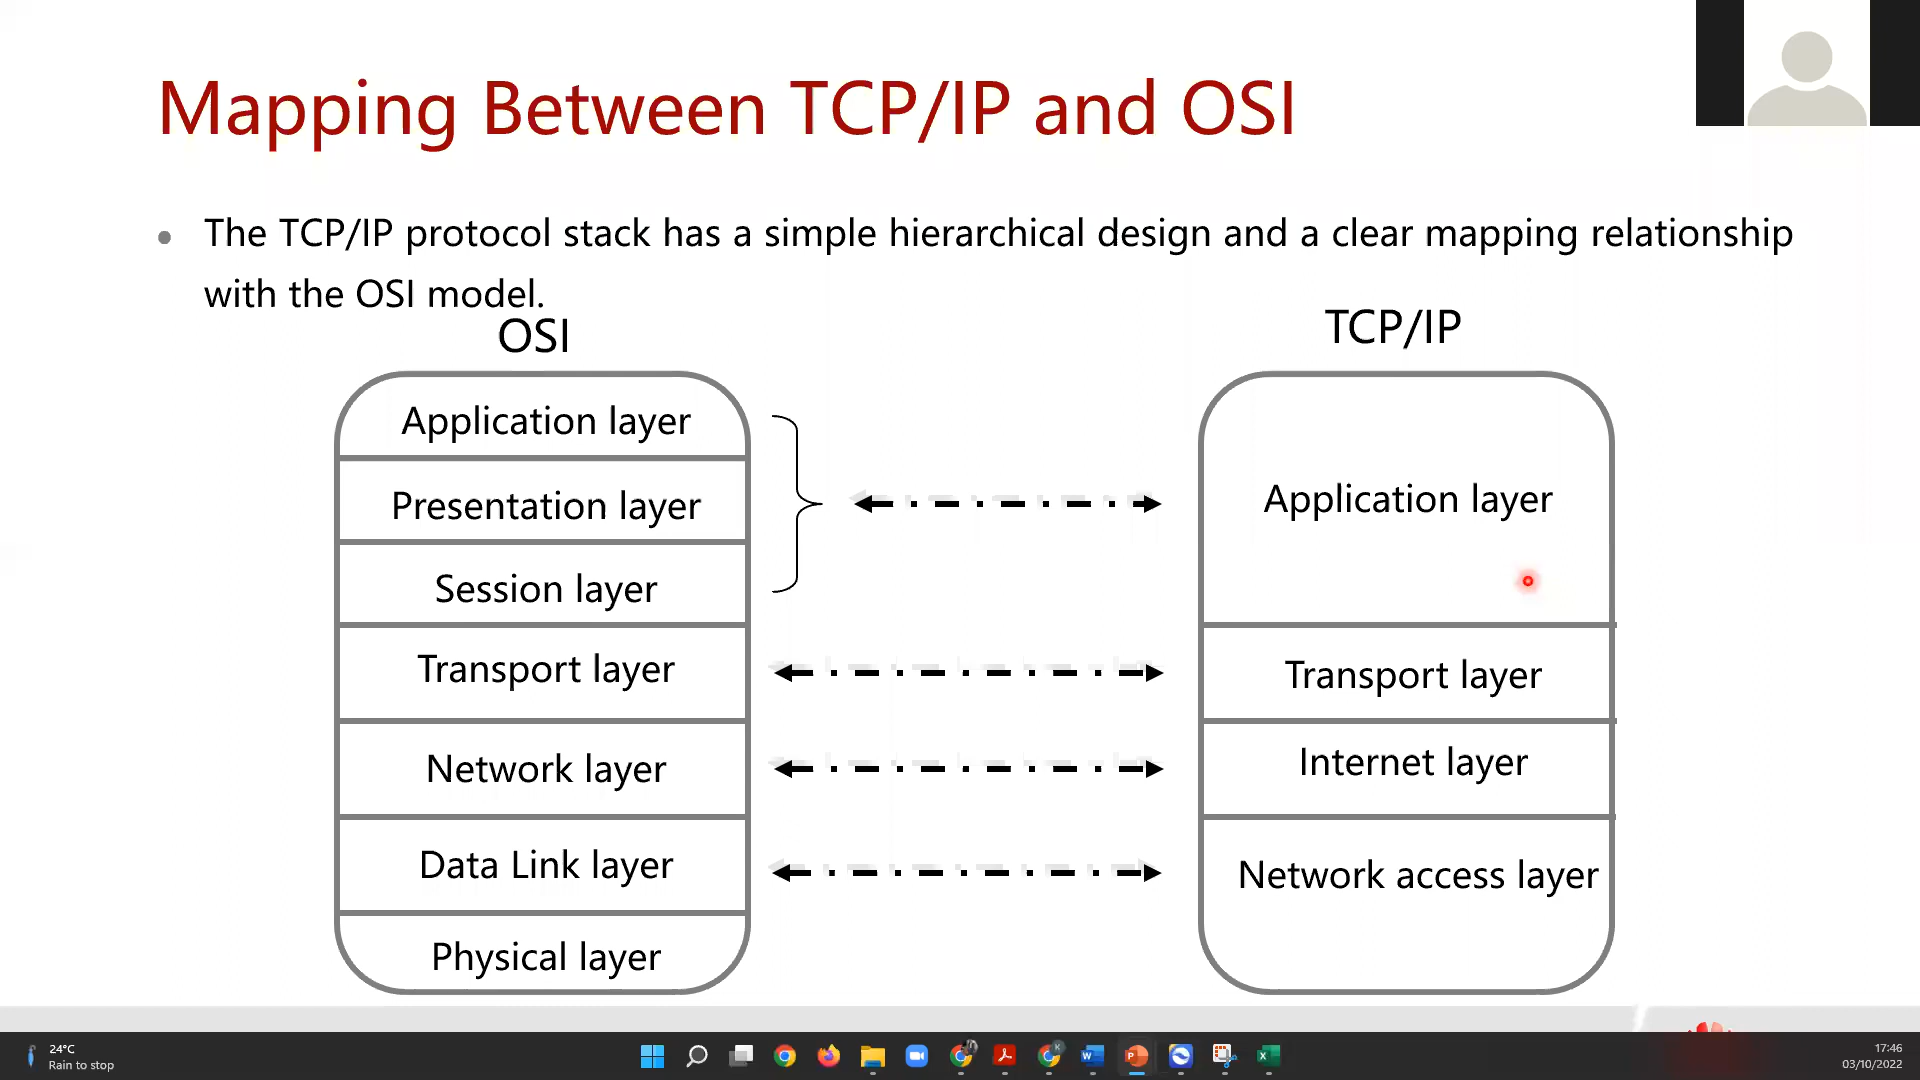 Mapping Between TCP/IP and OSI
The TCP/IP protocol stack has a simple hierarchical design and a clear mapping relationship
with the OSI model.
OSI
Application layer
Presentation layer
Session layer
Transport layer
Network layer
Data Link layer
Physical layer
TCP/IP
Application layer
Transport layer
Internet layer
Network access layer
24°C
Rain to stop
17:46
03/10/2022